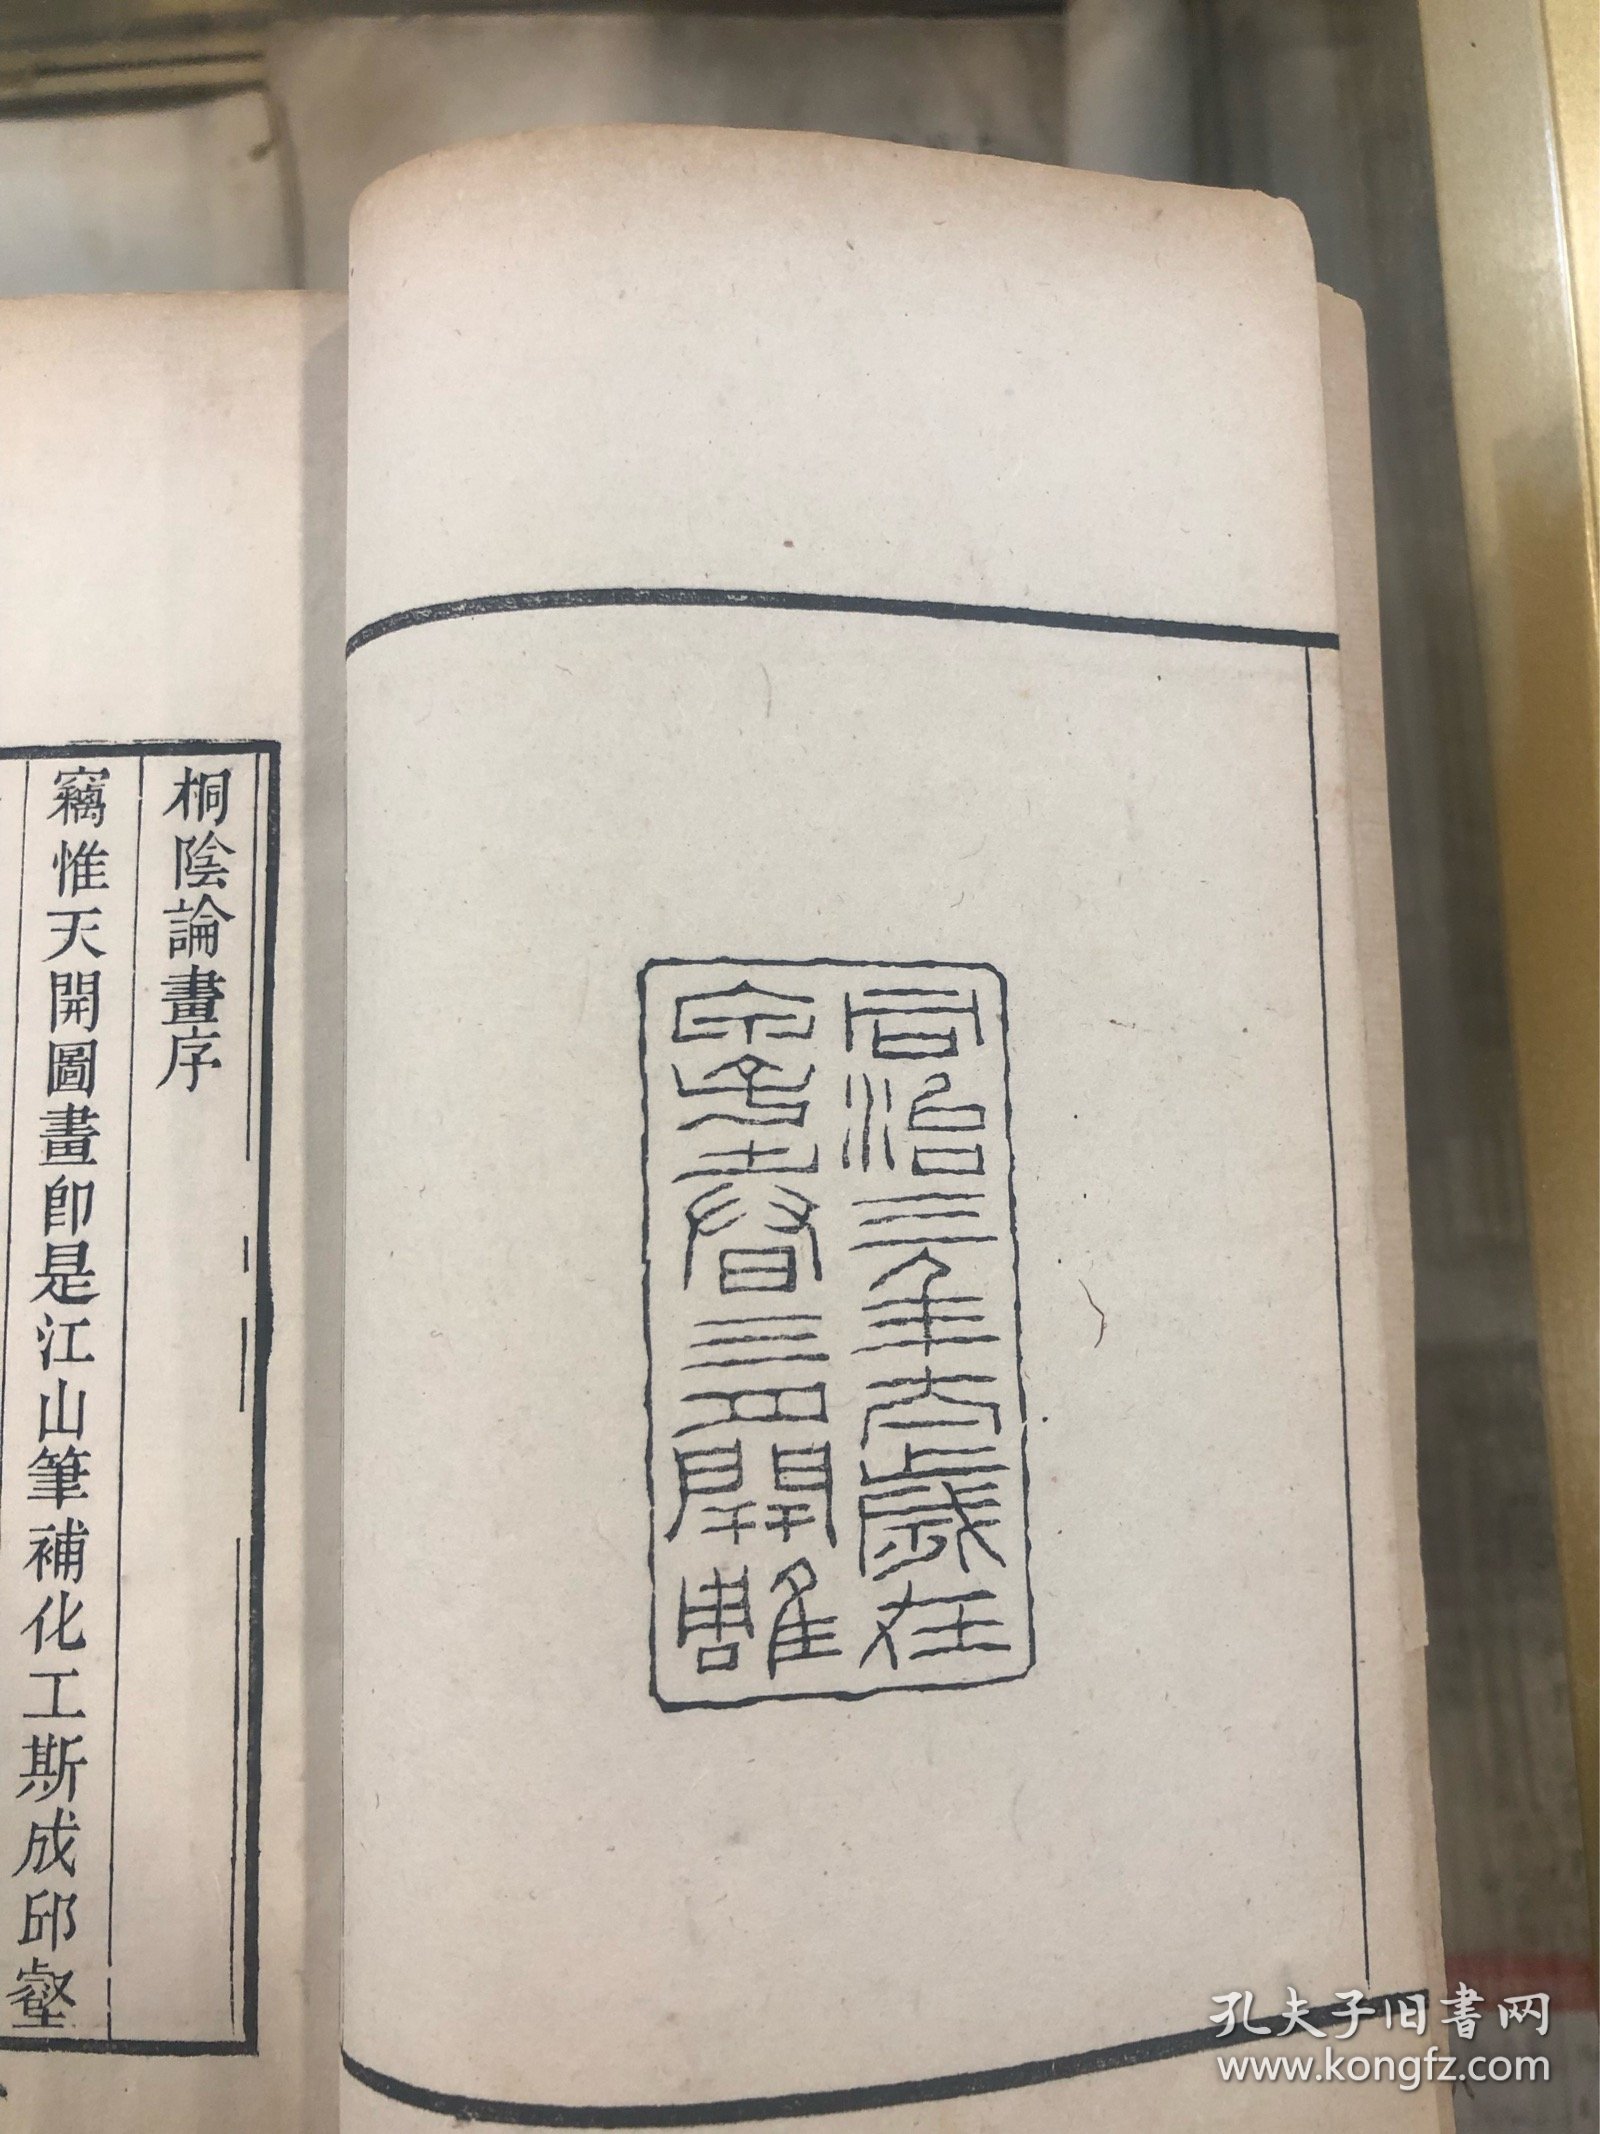 同治三年太歲在
甲子春三月開雕
桐陰論畫序
竊惟天開圖畫卽是江山筆補化工斯成邱壑
孔夫子旧书网
www.kongfz.com